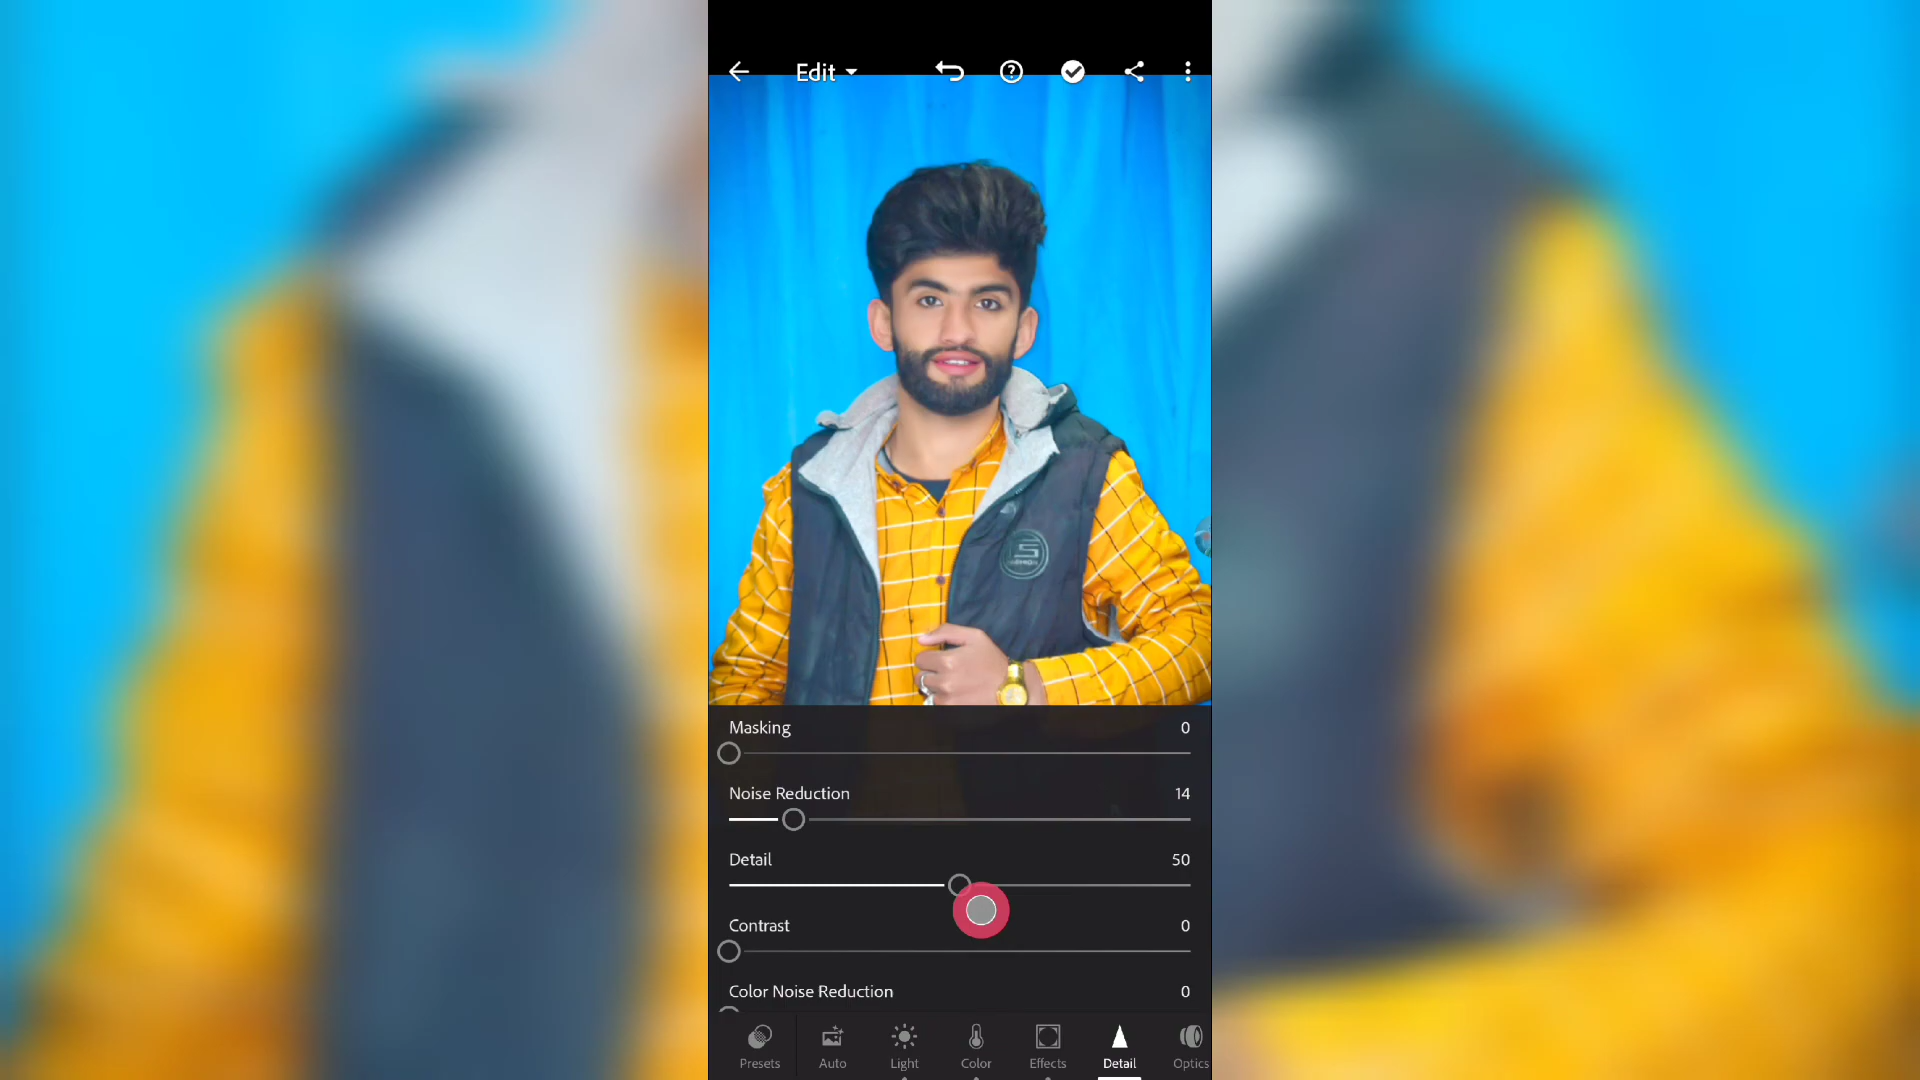 Edit
S
FASHION
Masking 0
Noise Reduction 14
Detail 50
Contrast 0
Color Noise Reduction 0
Presets Auto Light Color Effects Detail Optics